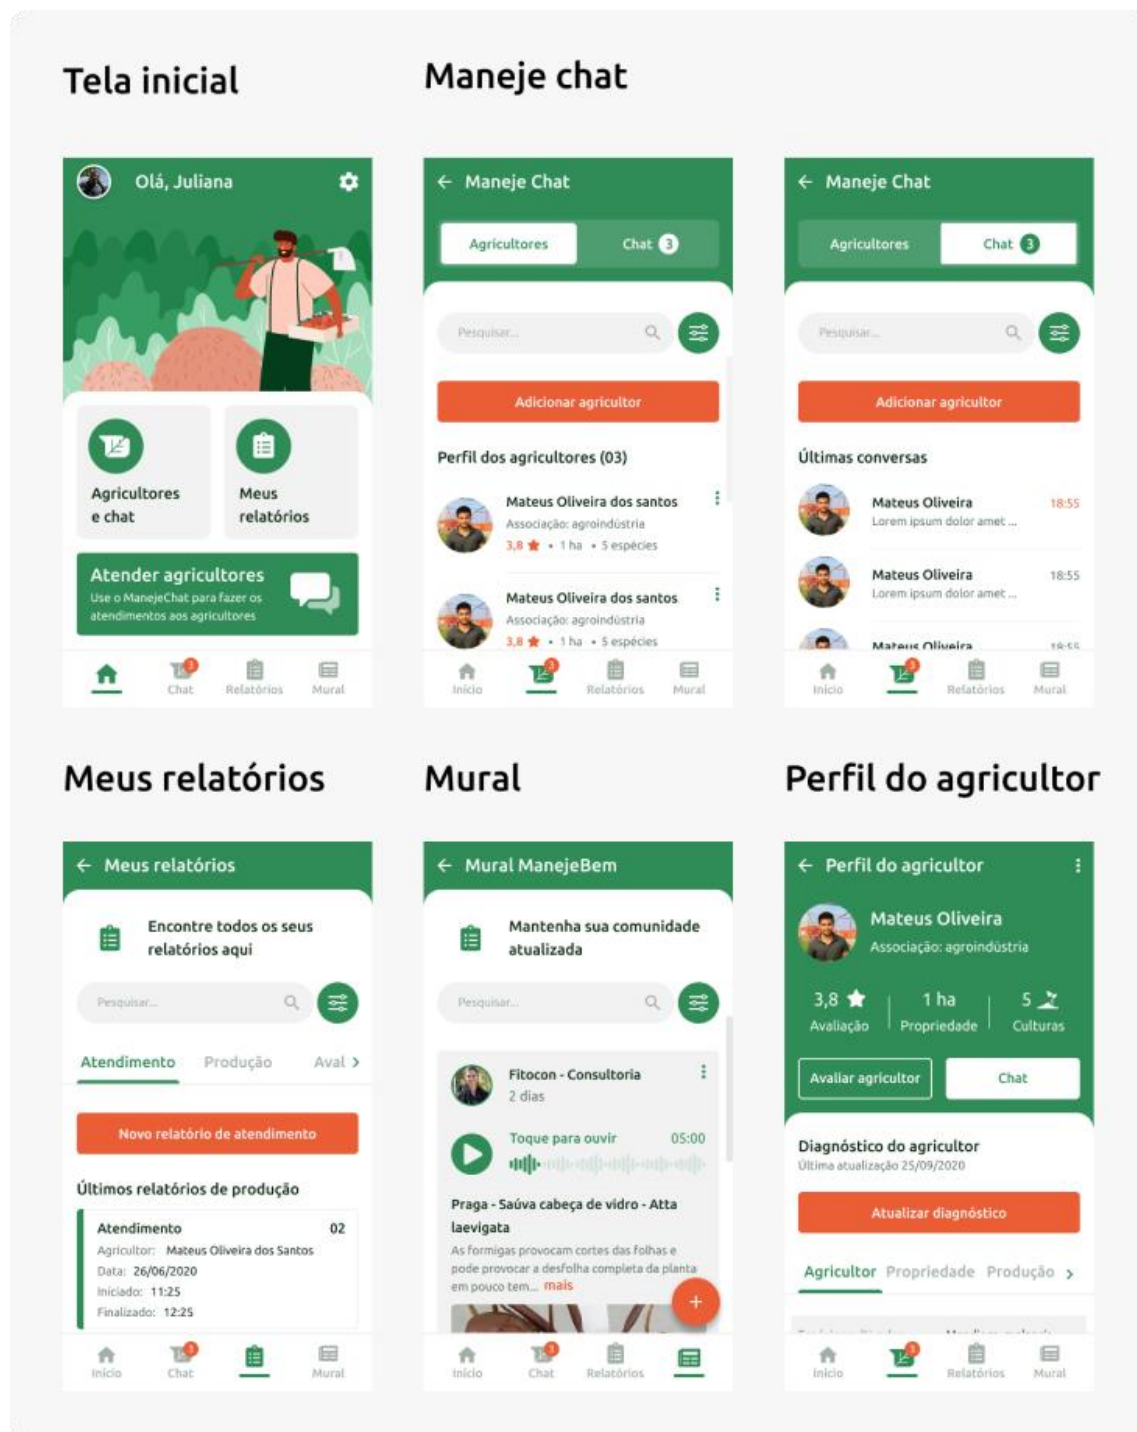 Tela inicial
Olá, Juliana
Agricultores
e chat
Meus
relatórios
Atender agricultores
Use o ManejeChat para fazer os
atendimentos aos agricultores
3
Chat
Relatórios
Mural
Maneje chat
Maneje Chat
Agricultores
Chat 3
Pesquisar...
Adicionar agricultor
Perfil dos agricultores (03)
Mateus Oliveira dos santos
Associação: agroindústria
3,8 • 1 ha • 5 espécies
Mateus Oliveira dos santos
Associação: agroindústria
3,8 • 1 ha • 5 espécies
3
Início
Relatórios
Mural
Maneje Chat
Agricultores
Chat 3
Pesquisar...
Adicionar agricultor
Últimas conversas
Mateus Oliveira 18:55
Lorem ipsum dolor amet ...
Mateus Oliveira 18:55
Lorem ipsum dolor amet ...
Mateus Oliveira 18:55
3
Início
Relatórios
Mural
Meus relatórios
Meus relatórios
Encontre todos os seus
relatórios aqui
Pesquisar...
Atendimento Produção Aval
Novo relatório de atendimento
Últimos relatórios de produção
Atendimento 02
Agricultor: Mateus Oliveira dos Santos
Data: 26/06/2020
Iniciado: 11:25
Finalizado: 12:25
3
Início
Chat
Mural
Mural
Mural ManejeBem
Mantenha sua comunidade
atualizada
Pesquisar...
Fitocon - Consultoria
2 dias
Toque para ouvir 05:00
Praga - Saúva cabeça de vidro - Atta
laevigata
As formigas provocam cortes das folhas e
pode provocar a desfolha completa da planta
em pouco tem... mais
+
3
Início
Chat
Relatórios
Perfil do agricultor
Perfil do agricultor
Mateus Oliveira
Associação: agroindústria
3,8 1 ha 5
Avaliação Propriedade Culturas
Avaliar agricultor
Chat
Diagnóstico do agricultor
Última atualização 25/09/2020
Atualizar diagnóstico
Agricultor Propriedade Produção
3
Início
Relatórios
Mural